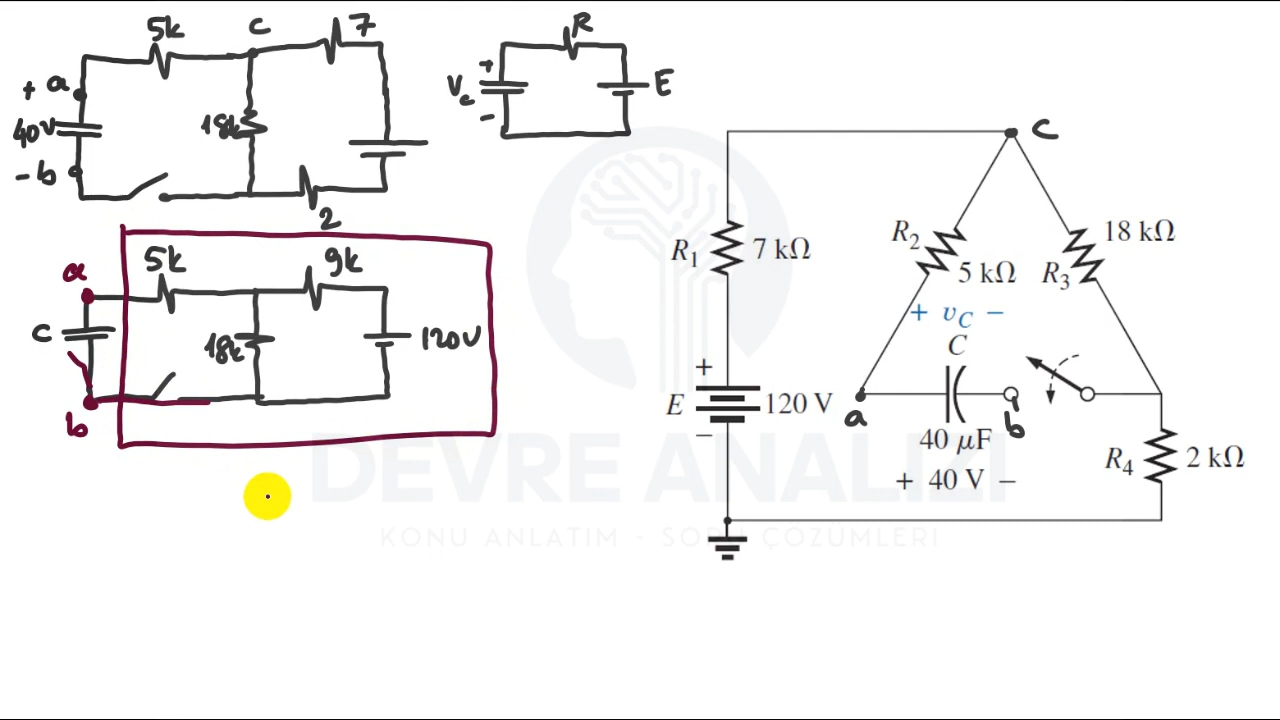 5k
C
7
+ a
40V
- b
18k
2
R
+
Vc
-
E
a
5k
9k
C
18k
120V
b
C
R1
7 kΩ
R2
5 kΩ
18 kΩ
R3
+ vC −
C
+
E
120 V
−
a
b
40 μF
+ 40 V −
R4
2 kΩ
DEVRE ANALİZİ
KONU ANLATIM - SORU ÇÖZÜMLERİ